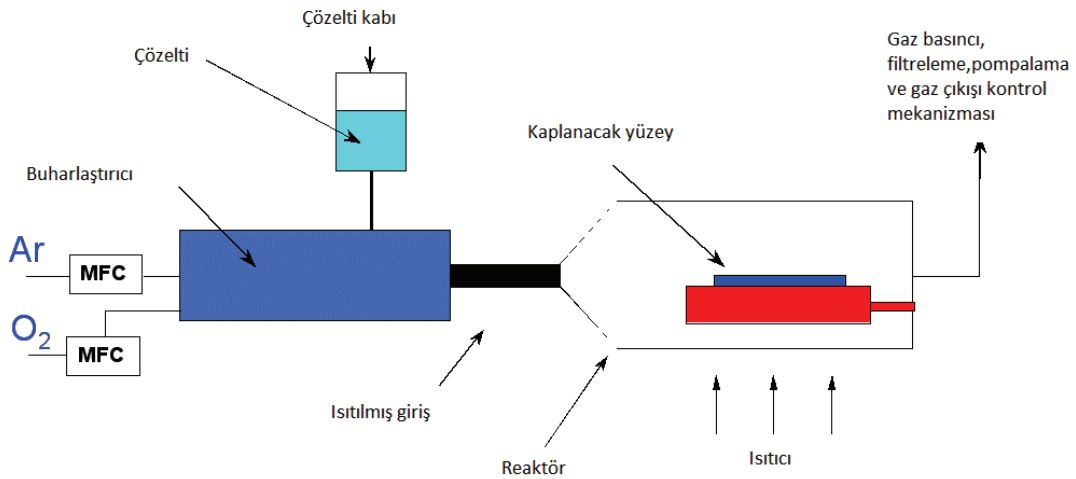 Çözelti kabı
Çözelti
Gaz basıncı,
filtreleme,pompalama
ve gaz çıkışı kontrol
mekanizması
Kaplanacak yüzey
Buharlaştırıcı
Ar
MFC
O2
MFC
Isıtılmış giriş
Reaktör
Isıtıcı